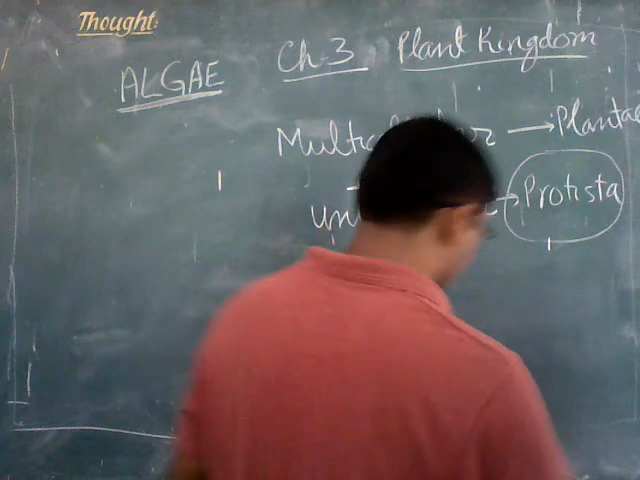 Thought
ALGAE Ch. 3 Plant Kingdom
→ Plantae
→ Protista